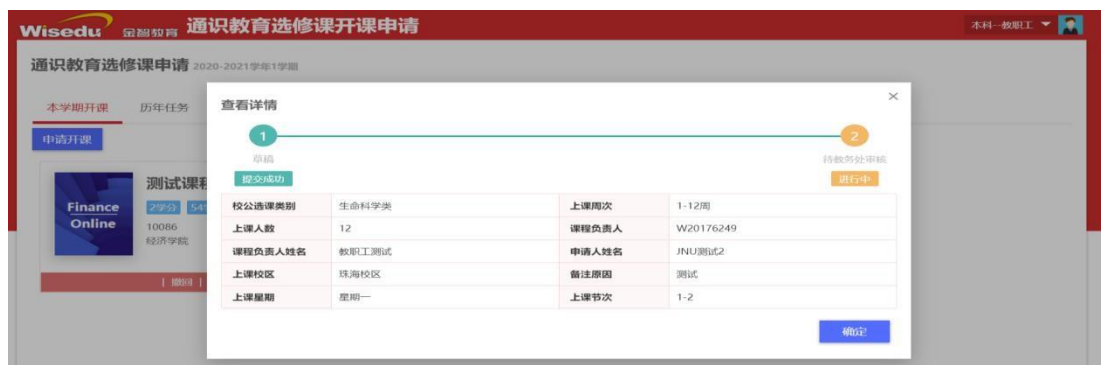 Wisedu 金智教育 通识教育选修课开课申请 本科--教职工
通识教育选修课申请 2020-2021学年1学期
本学期开课 历年任务
申请开课
查看详情 ×
1 2
草稿 待教务处审核
提交成功 进行中
测试课程
Finance Online
2学分
10086
经济学院
| 撤回 |
校公选课类别 生命科学类 上课周次 1-12周
上课人数 12 课程负责人 W20176249
课程负责人姓名 教职工测试 申请人姓名 JNU测试2
上课校区 珠海校区 备注原因 测试
上课星期 星期一 上课节次 1-2
确定